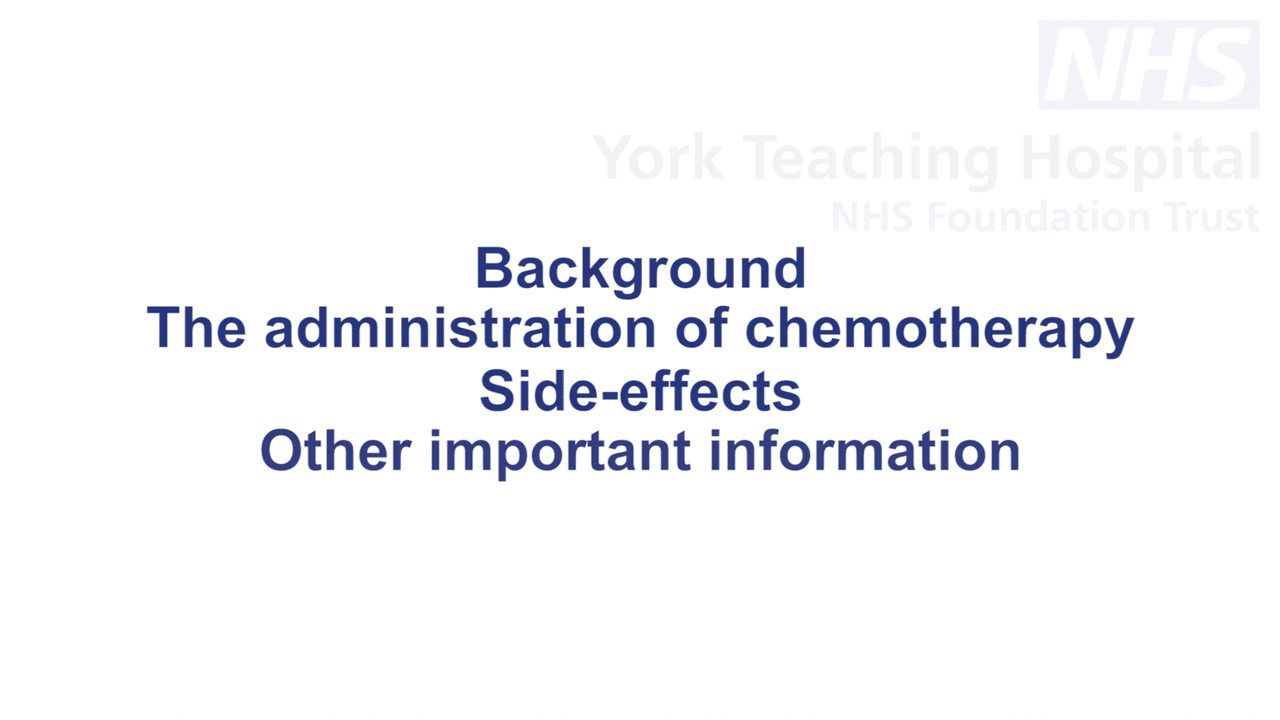 NHS
York Teaching Hospital
NHS Foundation Trust
Background
The administration of chemotherapy
Side-effects
Other important information